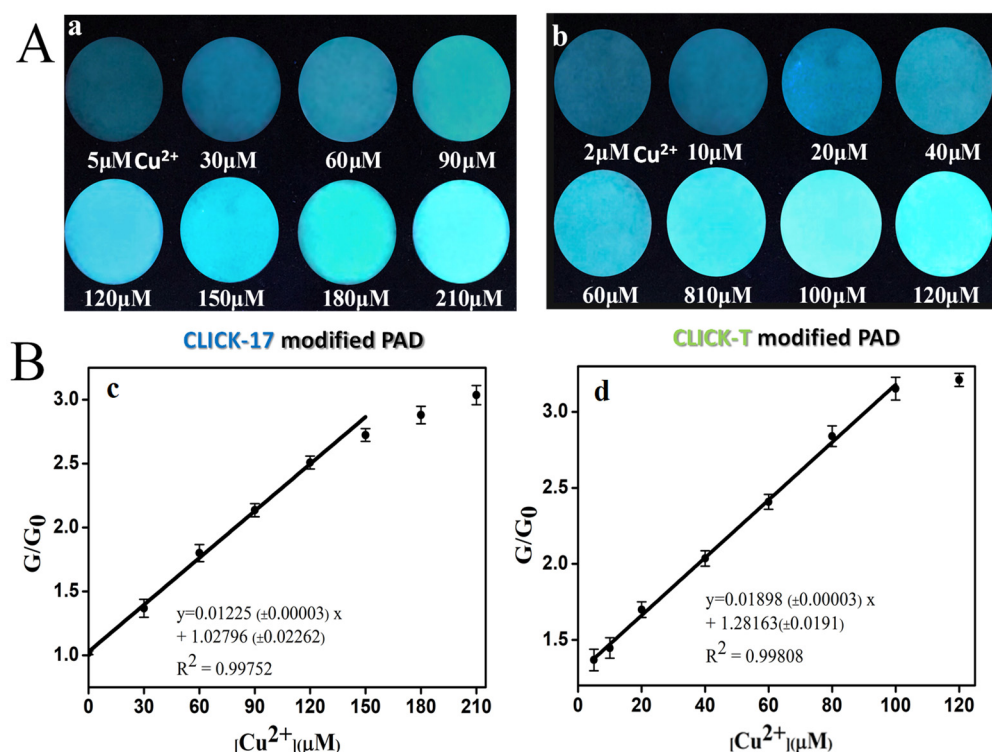 A
a
5µM Cu²⁺ 30µM 60µM 90µM
120µM 150µM 180µM 210µM
b
2µM Cu²⁺ 10µM 20µM 40µM
60µM 810µM 100µM 120µM
CLICK-17 modified PAD
CLICK-T modified PAD
B
c
G/G0
3.0
2.5
2.0
1.5
1.0
y=0.01225 (±0.00003) x
+ 1.02796 (±0.02262)
R² = 0.99752
0 30 60 90 120 150 180 210
[Cu²⁺](µM)
d
G/G0
3.0
2.5
2.0
1.5
y=0.01898 (±0.00003) x
+ 1.28163(±0.0191)
R² = 0.99808
0 20 40 60 80 100 120
[Cu²⁺](µM)